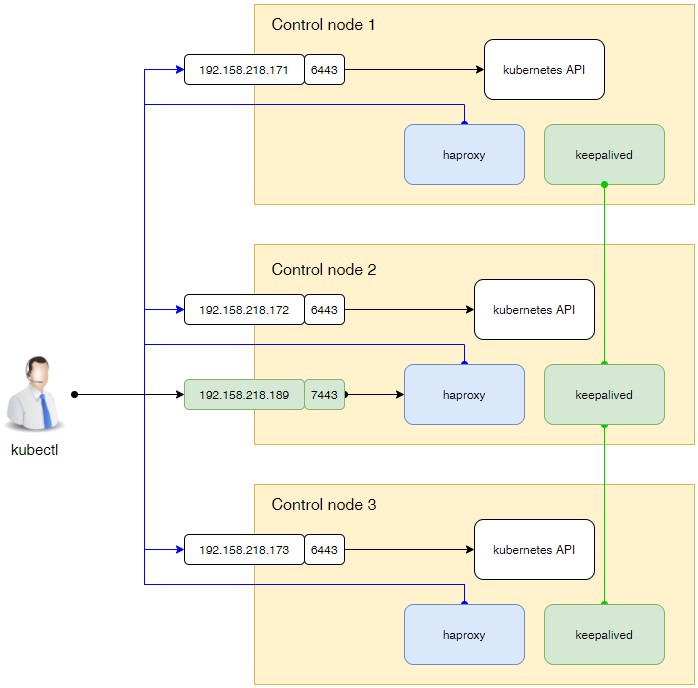 Control node 1
192.158.218.171 6443
kubernetes API
haproxy
keepalived
Control node 2
192.158.218.172 6443
kubernetes API
192.158.218.189 7443
haproxy
keepalived
kubectl
Control node 3
192.158.218.173 6443
kubernetes API
haproxy
keepalived